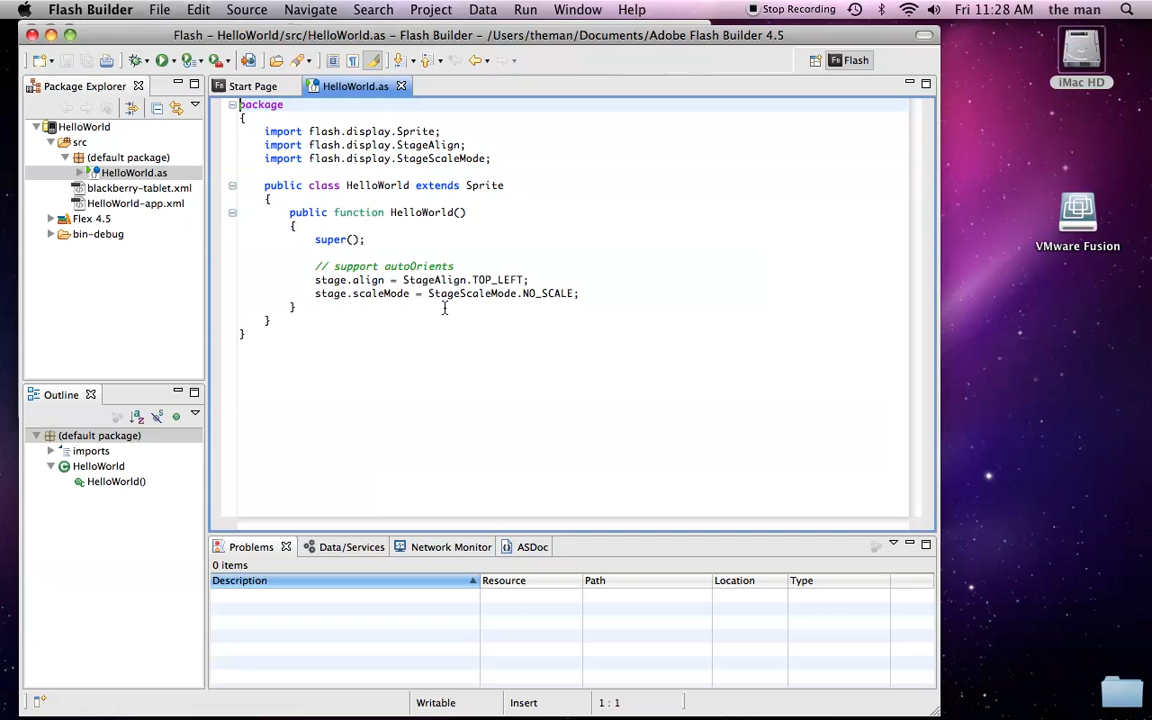 Flash Builder File Edit Source Navigate Search Project Data Run Window Help Stop Recording Fri 11:28 AM the man
Flash – HelloWorld/src/HelloWorld.as – Flash Builder – /Users/theman/Documents/Adobe Flash Builder 4.5
Flash
Package Explorer
Start Page
HelloWorld.as
HelloWorld
src
(default package)
HelloWorld.as
blackberry-tablet.xml
HelloWorld-app.xml
Flex 4.5
bin-debug
package
{
import flash.display.Sprite;
import flash.display.StageAlign;
import flash.display.StageScaleMode;
public class HelloWorld extends Sprite
{
public function HelloWorld()
{
super();
// support autoOrients
stage.align = StageAlign.TOP_LEFT;
stage.scaleMode = StageScaleMode.NO_SCALE;
}
}
}
iMac HD
VMware Fusion
Outline
(default package)
imports
HelloWorld
HelloWorld()
Problems Data/Services Network Monitor ASDoc
0 items
Description Resource Path Location Type
Writable Insert 1 : 1